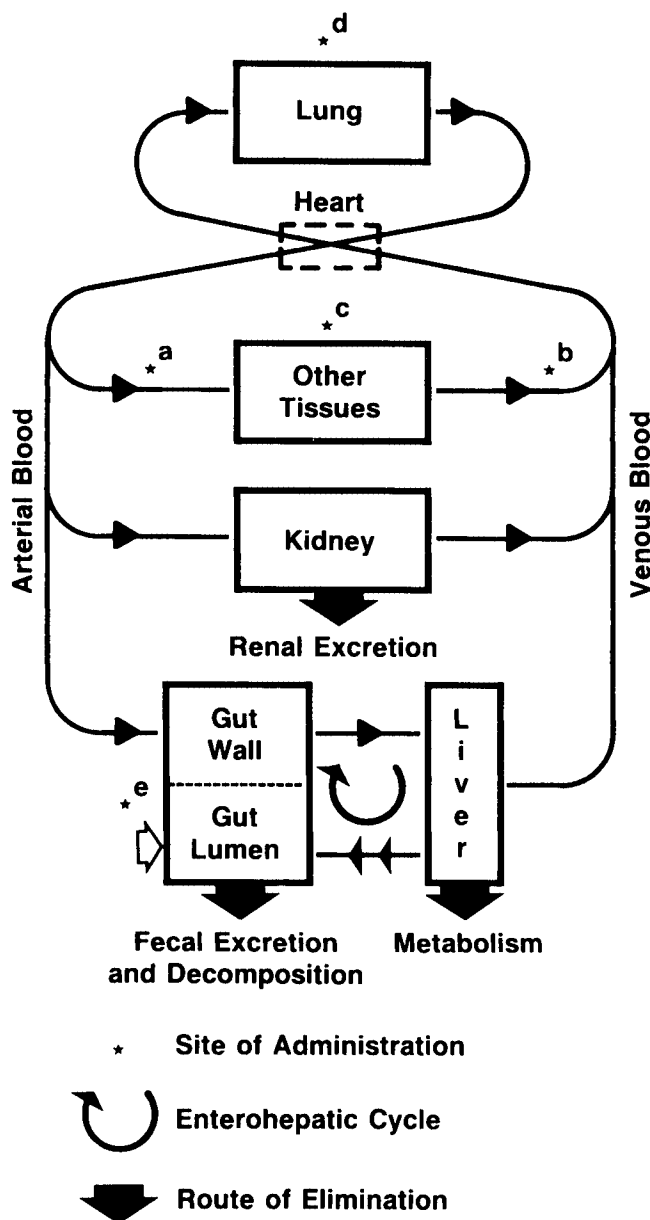 * d
Lung
Heart
* c
* a
* b
Other
Tissues
Arterial Blood
Venous Blood
Kidney
Renal Excretion
Gut
Wall
Liver
* e
Gut
Lumen
Fecal Excretion
and Decomposition
Metabolism
* Site of Administration
Enterohepatic Cycle
Route of Elimination